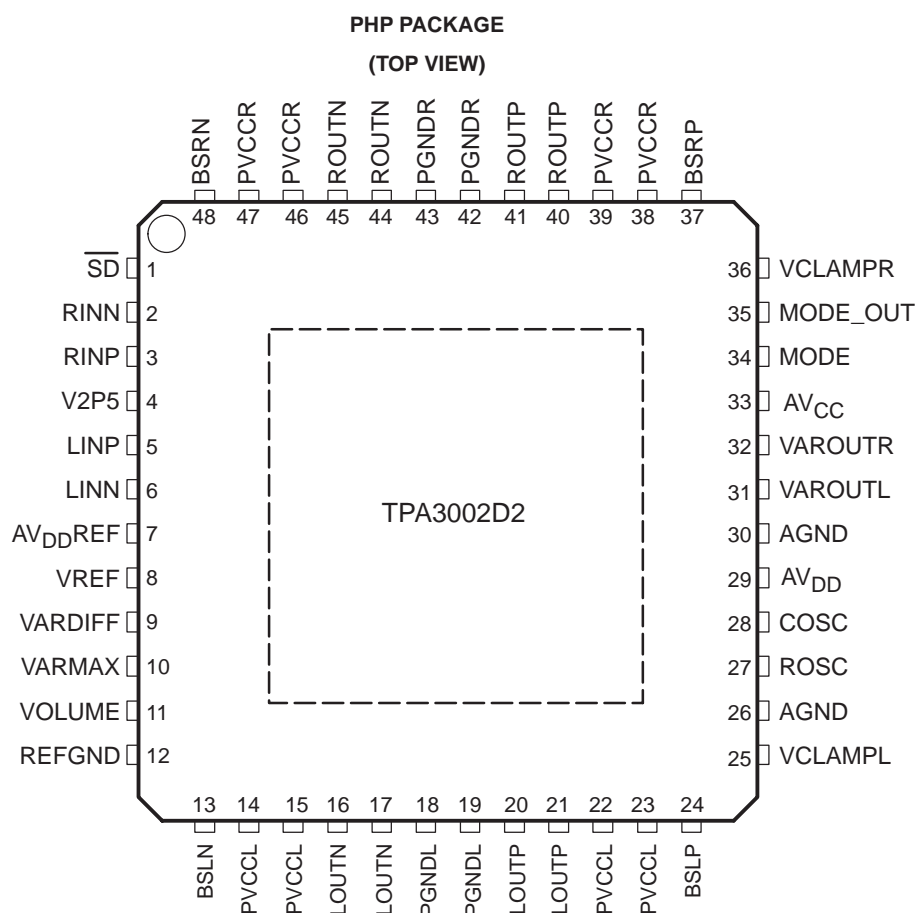 PHP PACKAGE
(TOP VIEW)
BSRN PVCCR PVCCR ROUTN ROUTN PGNDR PGNDR ROUTP ROUTP PVCCR PVCCR BSRP
48 47 46 45 44 43 42 41 40 39 38 37
SD 1 36 VCLAMPR
RINN 2 35 MODE_OUT
RINP 3 34 MODE
V2P5 4 33 AVCC
LINP 5 32 VAROUTR
LINN 6 31 VAROUTL
AVDDREF 7 TPA3002D2 30 AGND
VREF 8 29 AVDD
VARDIFF 9 28 COSC
VARMAX 10 27 ROSC
VOLUME 11 26 AGND
REFGND 12 25 VCLAMPL
13 14 15 16 17 18 19 20 21 22 23 24
BSLN PVCCL PVCCL LOUTN LOUTN PGNDL PGNDL LOUTP LOUTP PVCCL PVCCL BSLP